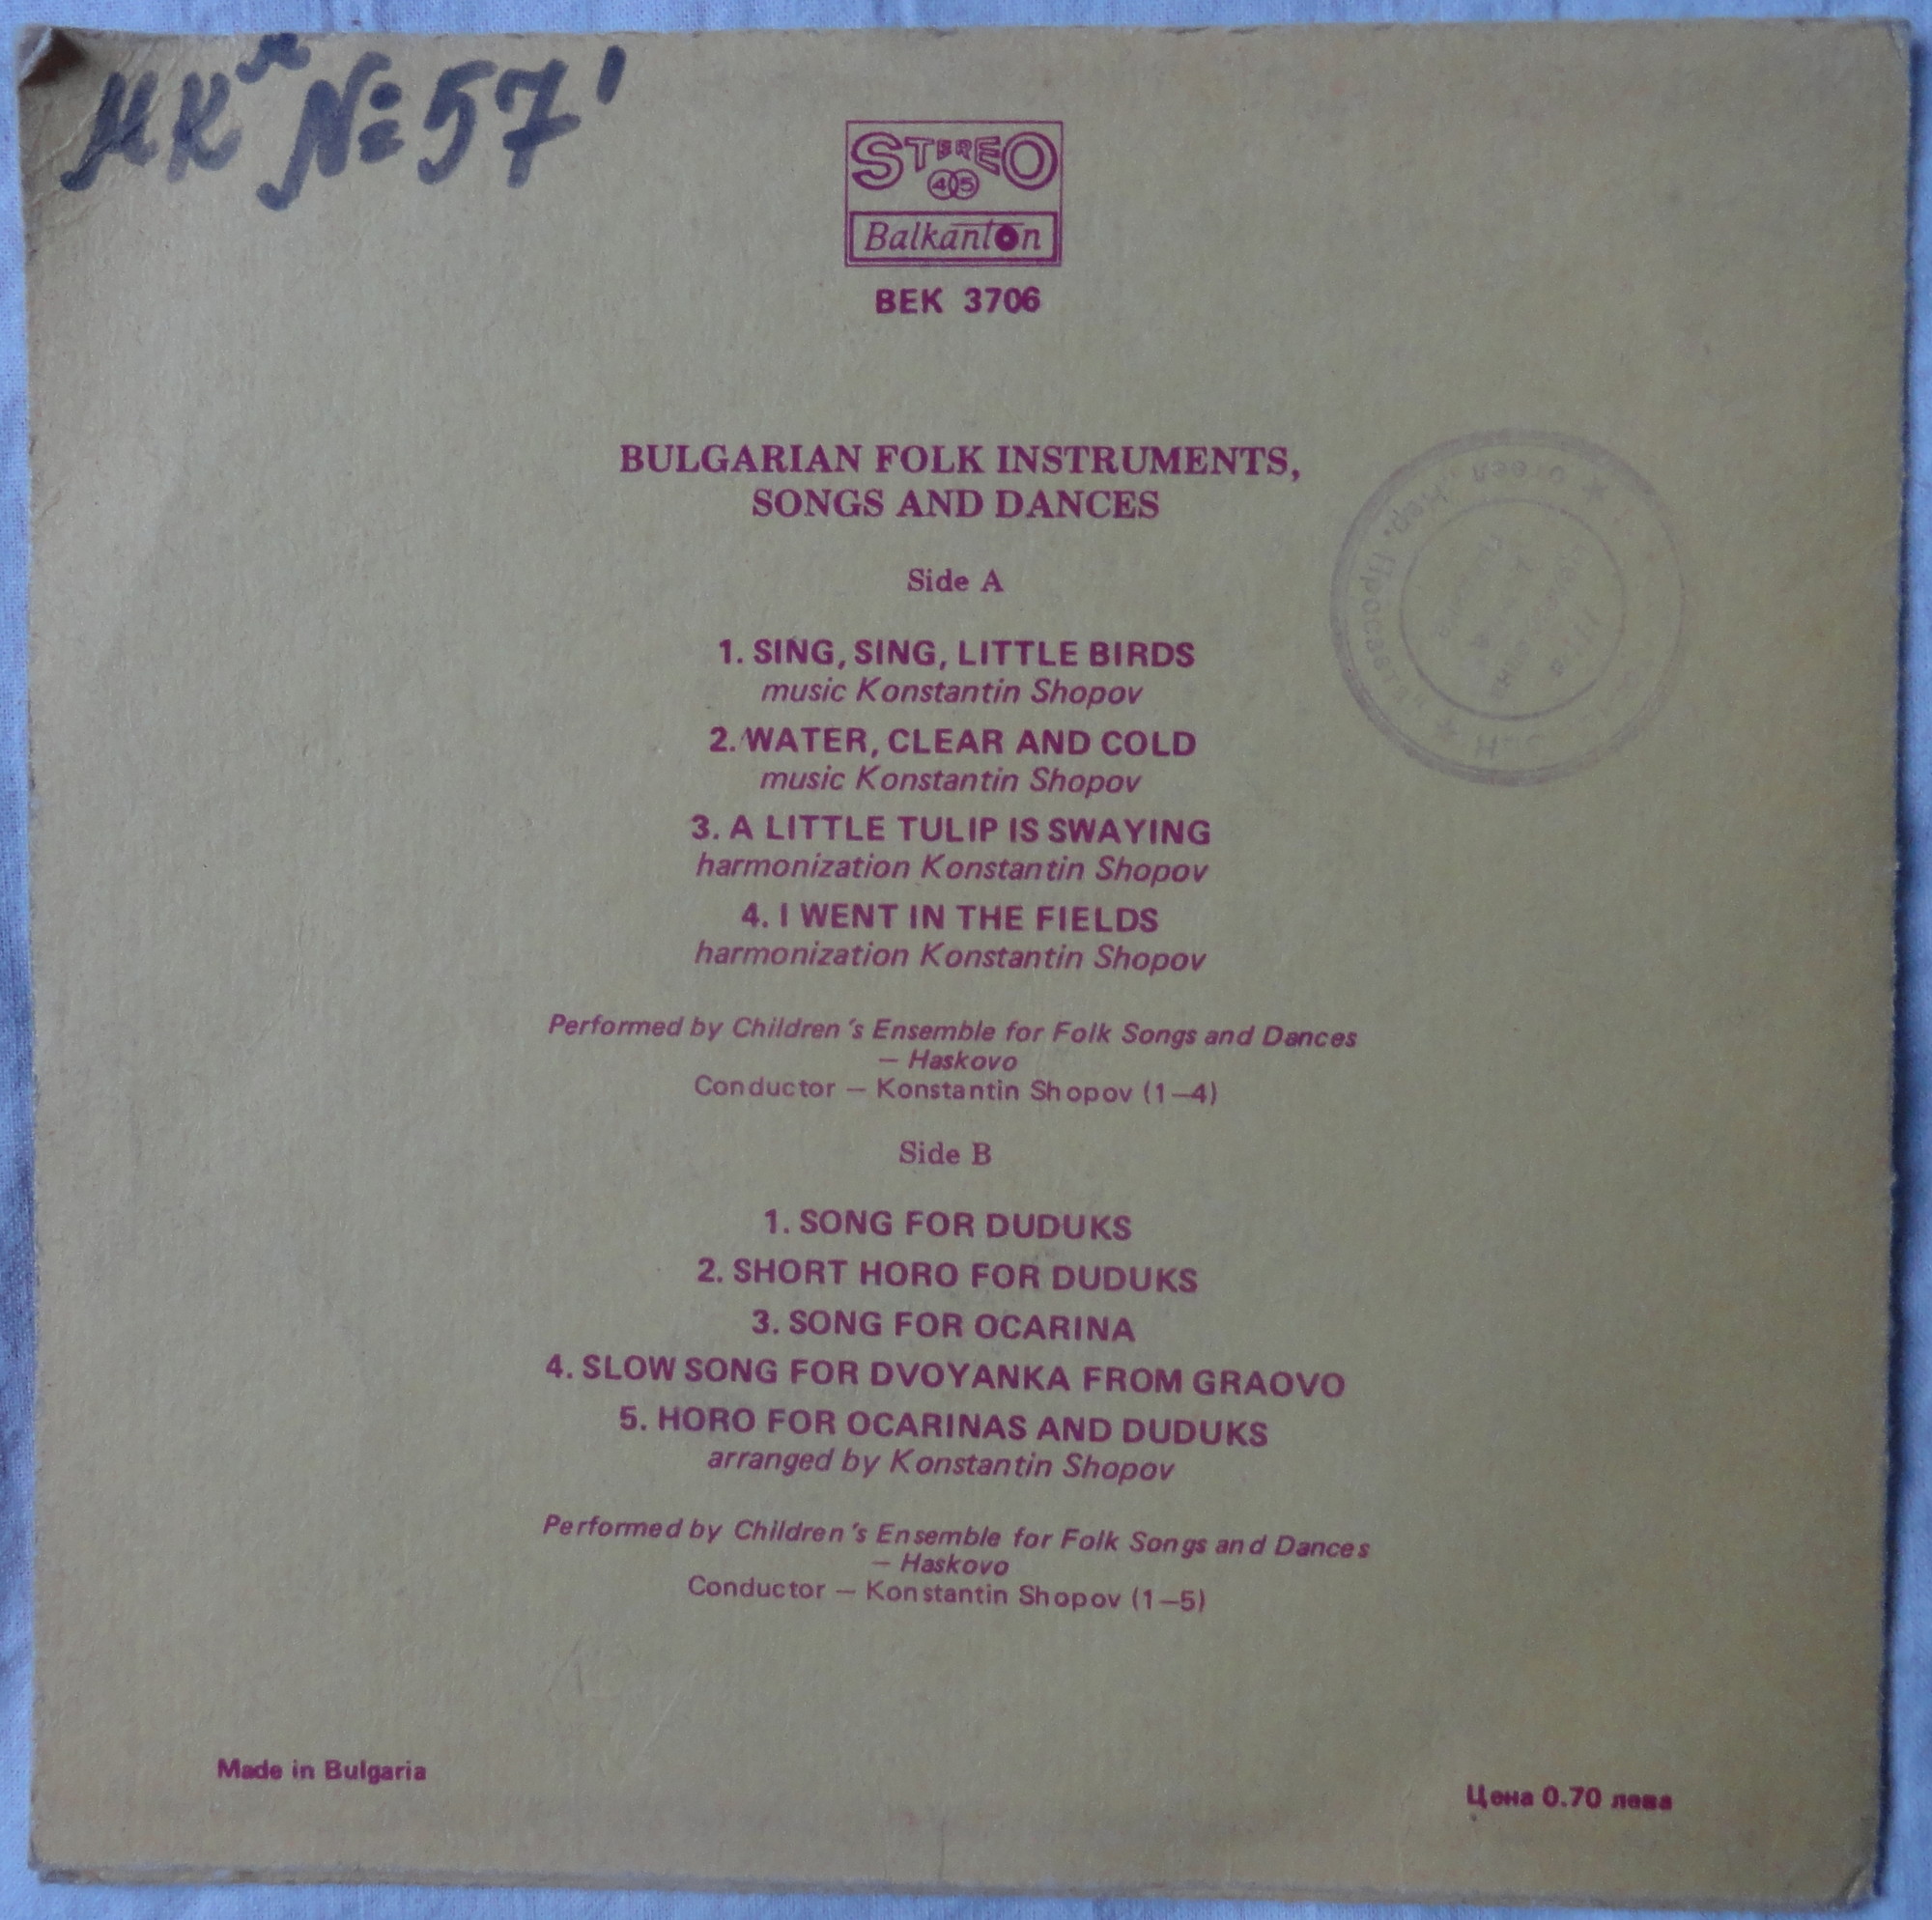 № 57
STEREO
45
Balkanton
BEK 3706
BULGARIAN FOLK INSTRUMENTS,
SONGS AND DANCES
Side A
1. SING, SING, LITTLE BIRDS
music Konstantin Shopov
2. WATER, CLEAR AND COLD
music Konstantin Shopov
3. A LITTLE TULIP IS SWAYING
harmonization Konstantin Shopov
4. I WENT IN THE FIELDS
harmonization Konstantin Shopov
Performed by Children's Ensemble for Folk Songs and Dances
— Haskovo
Conductor — Konstantin Shopov (1—4)
Side B
1. SONG FOR DUDUKS
2. SHORT HORO FOR DUDUKS
3. SONG FOR OCARINA
4. SLOW SONG FOR DVOYANKA FROM GRAOVO
5. HORO FOR OCARINAS AND DUDUKS
arranged by Konstantin Shopov
Performed by Children's Ensemble for Folk Songs and Dances
— Haskovo
Conductor — Konstantin Shopov (1—5)
Made in Bulgaria
Цена 0.70 лева